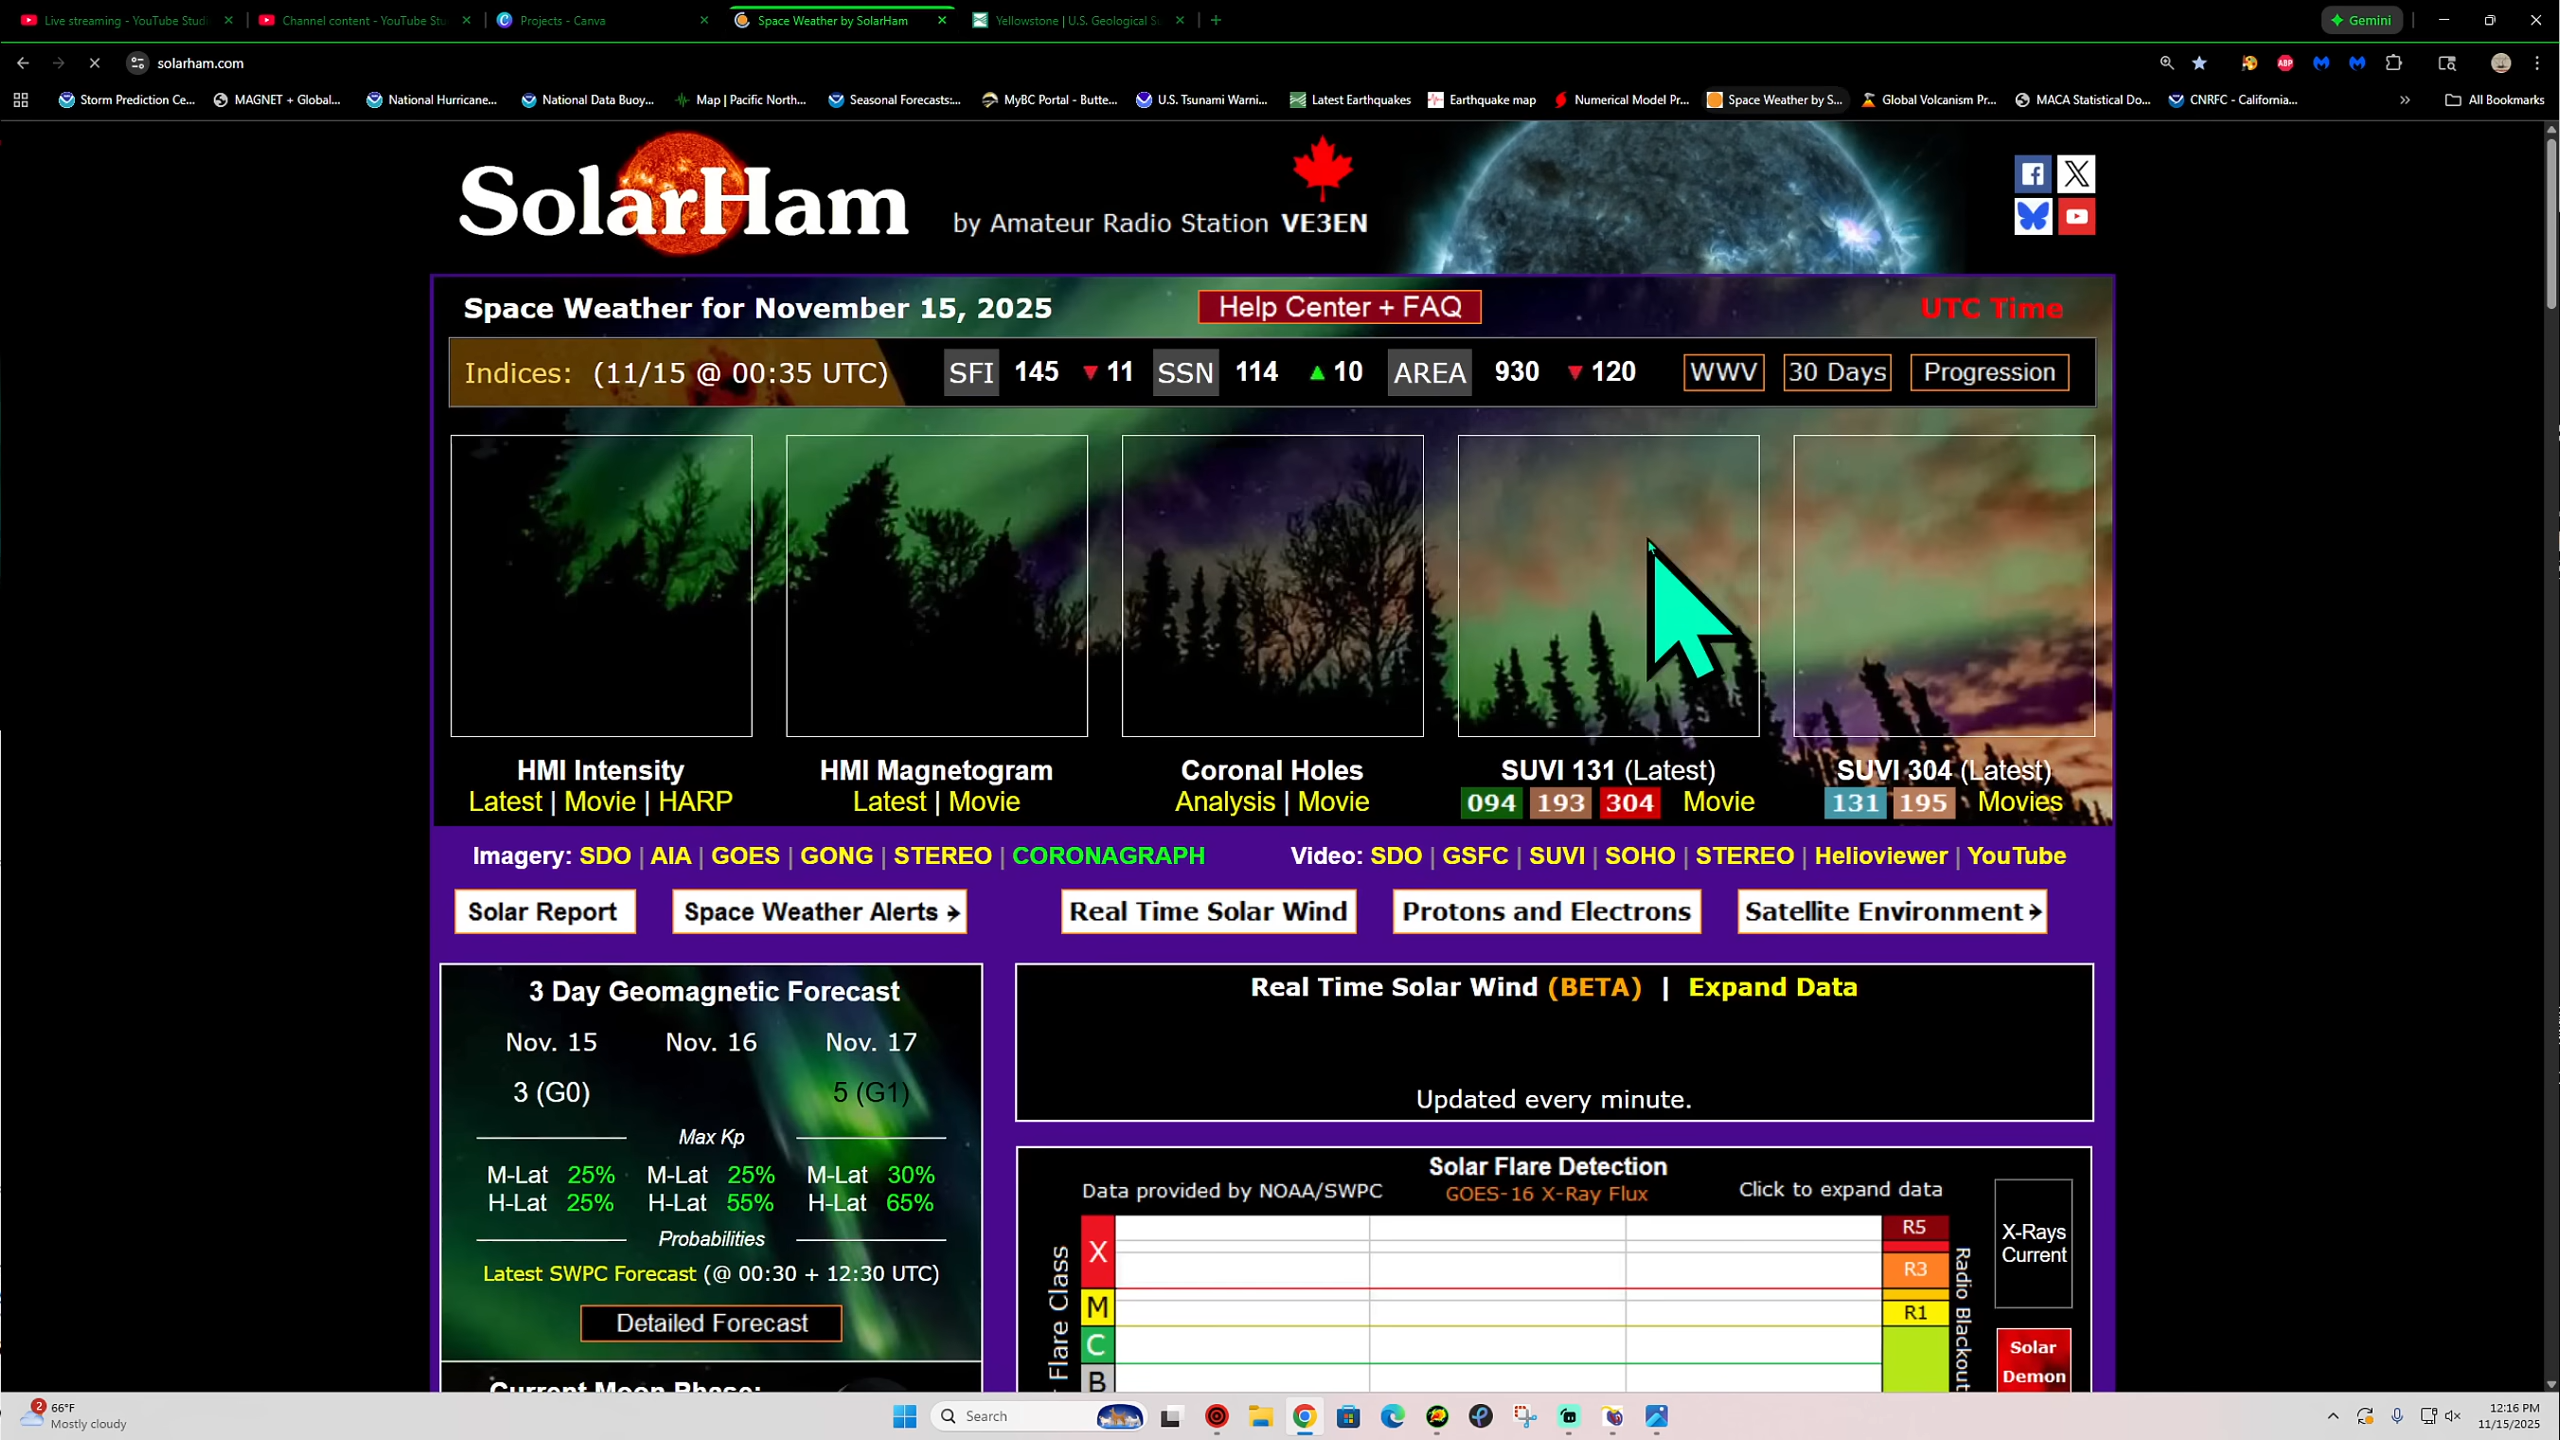 Live streaming - YouTube Studi
Channel content - YouTube Stu
Projects - Canva
Space Weather by SolarHam
Yellowstone | U.S. Geological S
Gemini
solarham.com
Storm Prediction Ce...
MAGNET + Global...
National Hurricane...
National Data Buoy...
Map | Pacific North...
Seasonal Forecasts:...
MyBC Portal - Butte...
U.S. Tsunami Warni...
Latest Earthquakes
Earthquake map
Numerical Model Pr...
Space Weather by S...
Global Volcanism Pr...
MACA Statistical Do...
CNRFC - California...
All Bookmarks
SolarHam
by Amateur Radio Station VE3EN
Space Weather for November 15, 2025
Help Center + FAQ
UTC Time
Indices: (11/15 @ 00:35 UTC) SFI 145 ▼ 11 SSN 114 ▲ 10 AREA 930 ▼ 120
WWV 30 Days Progression
HMI Intensity
Latest | Movie | HARP
HMI Magnetogram
Latest | Movie
Coronal Holes
Analysis | Movie
SUVI 131 (Latest)
094 193 304 Movie
SUVI 304 (Latest)
131 195 Movies
Imagery: SDO | AIA | GOES | GONG | STEREO | CORONAGRAPH
Video: SDO | GSFC | SUVI | SOHO | STEREO | Helioviewer | YouTube
Solar Report
Space Weather Alerts
Real Time Solar Wind
Protons and Electrons
Satellite Environment
3 Day Geomagnetic Forecast
Nov. 15 Nov. 16 Nov. 17
3 (G0) 5 (G1)
Max Kp
M-Lat 25% M-Lat 25% M-Lat 30%
H-Lat 25% H-Lat 55% H-Lat 65%
Probabilities
Latest SWPC Forecast (@ 00:30 + 12:30 UTC)
Detailed Forecast
Current Moon Phase:
Real Time Solar Wind (BETA) | Expand Data
Updated every minute.
Solar Flare Detection
Data provided by NOAA/SWPC
GOES-16 X-Ray Flux
Click to expand data
X
M
C
B
Flare Class
R5
R3
R1
Radio Blackout
X-Rays
Current
Solar
Demon
2
66°F
Mostly cloudy
Search
12:16 PM
11/15/2025
ABP